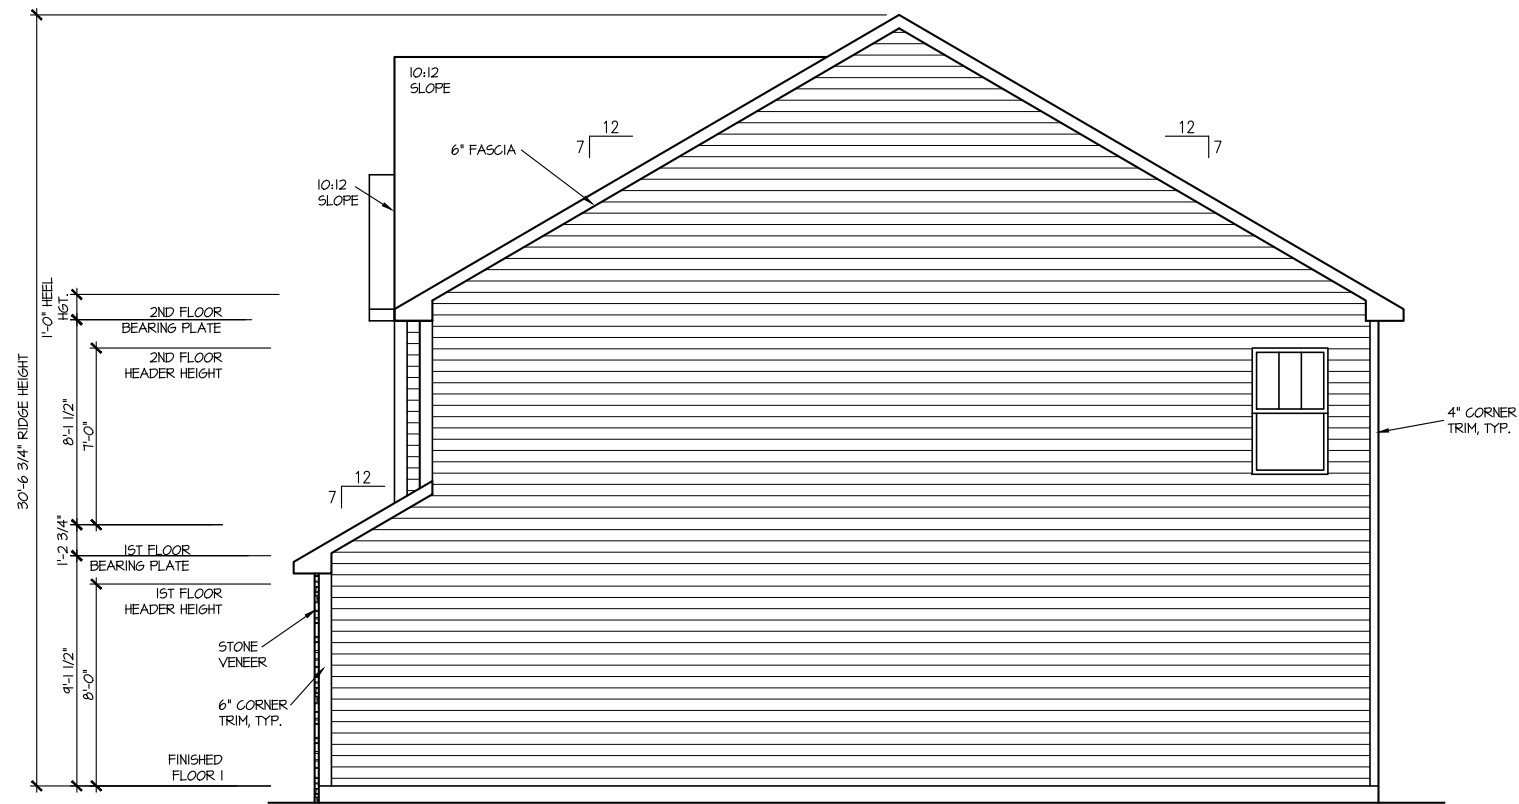 10:12
SLOPE
12
7
12
7
6" FASCIA
10:12
SLOPE
1'-0" HEEL
HGT.
2ND FLOOR
BEARING PLATE
2ND FLOOR
HEADER HEIGHT
30'-6 3/4" RIDGE HEIGHT
8'-1 1/2"
7'-0"
4" CORNER
TRIM, TYP.
12
7
1'-2 3/4"
1ST FLOOR
BEARING PLATE
1ST FLOOR
HEADER HEIGHT
STONE
VENEER
9'-1 1/2"
8'-0"
6" CORNER
TRIM, TYP.
FINISHED
FLOOR 1